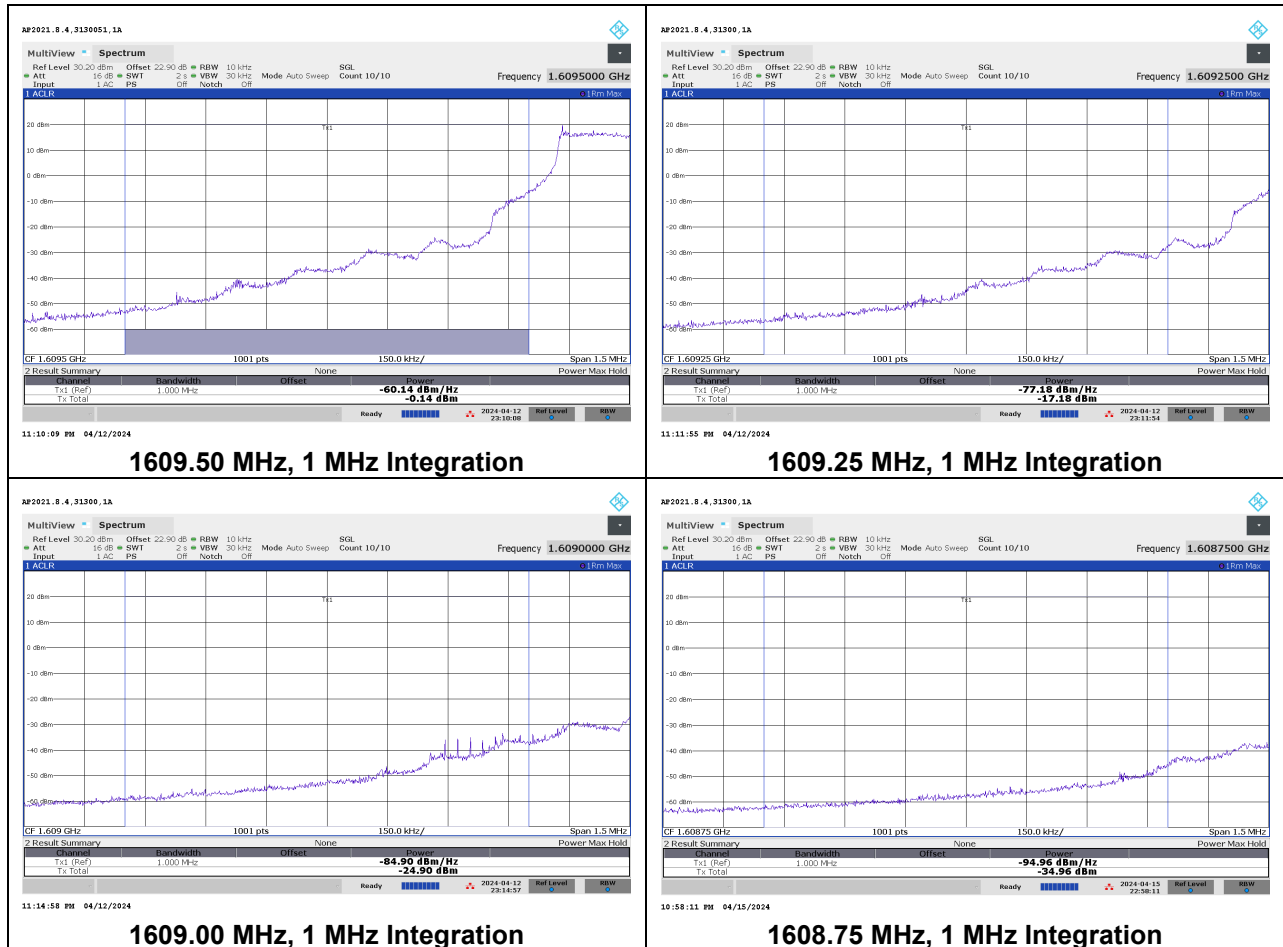 AP2021.8.4,3130051,1A
MultiView Spectrum
Ref Level 30.20 dBm Offset 22.90 dB RBW 10 kHz SGL
Att 16 dB SWT 2 s VBW 30 kHz Mode Auto Sweep Count 10/10 Frequency 1.6095000 GHz
Input 1 AC PS Off Notch Off
1 ACLR 1Rm Max
Tx1
20 dBm
10 dBm
0 dBm
-10 dBm
-20 dBm
-30 dBm
-40 dBm
-50 dBm
-60 dBm
CF 1.6095 GHz 1001 pts 150.0 kHz/ Span 1.5 MHz
2 Result Summary None Power Max Hold
Channel Bandwidth Offset Power
Tx1 (Ref) 1.000 MHz -60.14 dBm/Hz
Tx Total -0.14 dBm
Ready 2024-04-12 Ref Level RBW
23:10:08
11:10:09 PM 04/12/2024
1609.50 MHz, 1 MHz Integration
AP2021.8.4,31300,1A
MultiView Spectrum
Ref Level 30.20 dBm Offset 22.90 dB RBW 10 kHz SGL
Att 16 dB SWT 2 s VBW 30 kHz Mode Auto Sweep Count 10/10 Frequency 1.6092500 GHz
Input 1 AC PS Off Notch Off
1 ACLR 1Rm Max
Tx1
20 dBm
10 dBm
0 dBm
-10 dBm
-20 dBm
-30 dBm
-40 dBm
-50 dBm
-60 dBm
CF 1.60925 GHz 1001 pts 150.0 kHz/ Span 1.5 MHz
2 Result Summary None Power Max Hold
Channel Bandwidth Offset Power
Tx1 (Ref) 1.000 MHz -77.18 dBm/Hz
Tx Total -17.18 dBm
Ready 2024-04-12 Ref Level RBW
23:11:54
11:11:55 PM 04/12/2024
1609.25 MHz, 1 MHz Integration
AP2021.8.4,31300,1A
MultiView Spectrum
Ref Level 30.20 dBm Offset 22.90 dB RBW 10 kHz SGL
Att 16 dB SWT 2 s VBW 30 kHz Mode Auto Sweep Count 10/10 Frequency 1.6090000 GHz
Input 1 AC PS Off Notch Off
1 ACLR 1Rm Max
Tx1
20 dBm
10 dBm
0 dBm
-10 dBm
-20 dBm
-30 dBm
-40 dBm
-50 dBm
-60 dBm
CF 1.609 GHz 1001 pts 150.0 kHz/ Span 1.5 MHz
2 Result Summary None Power Max Hold
Channel Bandwidth Offset Power
Tx1 (Ref) 1.000 MHz -84.90 dBm/Hz
Tx Total -24.90 dBm
Ready 2024-04-12 Ref Level RBW
23:14:57
11:14:58 PM 04/12/2024
1609.00 MHz, 1 MHz Integration
AP2021.8.4,31300,1A
MultiView Spectrum
Ref Level 30.20 dBm Offset 22.90 dB RBW 10 kHz SGL
Att 16 dB SWT 2 s VBW 30 kHz Mode Auto Sweep Count 10/10 Frequency 1.6087500 GHz
Input 1 AC PS Off Notch Off
1 ACLR 1Rm Max
Tx1
20 dBm
10 dBm
0 dBm
-10 dBm
-20 dBm
-30 dBm
-40 dBm
-50 dBm
-60 dBm
CF 1.60875 GHz 1001 pts 150.0 kHz/ Span 1.5 MHz
2 Result Summary None Power Max Hold
Channel Bandwidth Offset Power
Tx1 (Ref) 1.000 MHz -94.96 dBm/Hz
Tx Total -34.96 dBm
Ready 2024-04-15 Ref Level RBW
22:58:11
10:58:11 PM 04/15/2024
1608.75 MHz, 1 MHz Integration